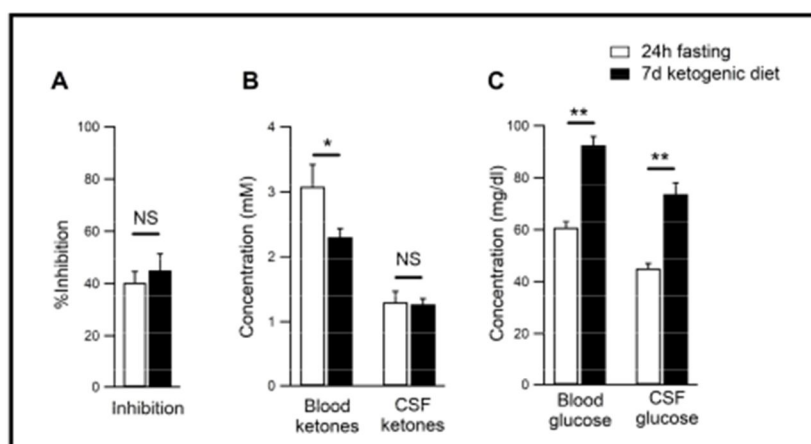 24h fasting
7d ketogenic diet
A
B
C
%Inhibition
100
80
60
40
20
0
NS
Inhibition
Concentration (mM)
4
3
2
1
0
*
NS
Blood
ketones
CSF
ketones
Concentration (mg/dl)
100
80
60
40
20
0
**
**
Blood
glucose
CSF
glucose